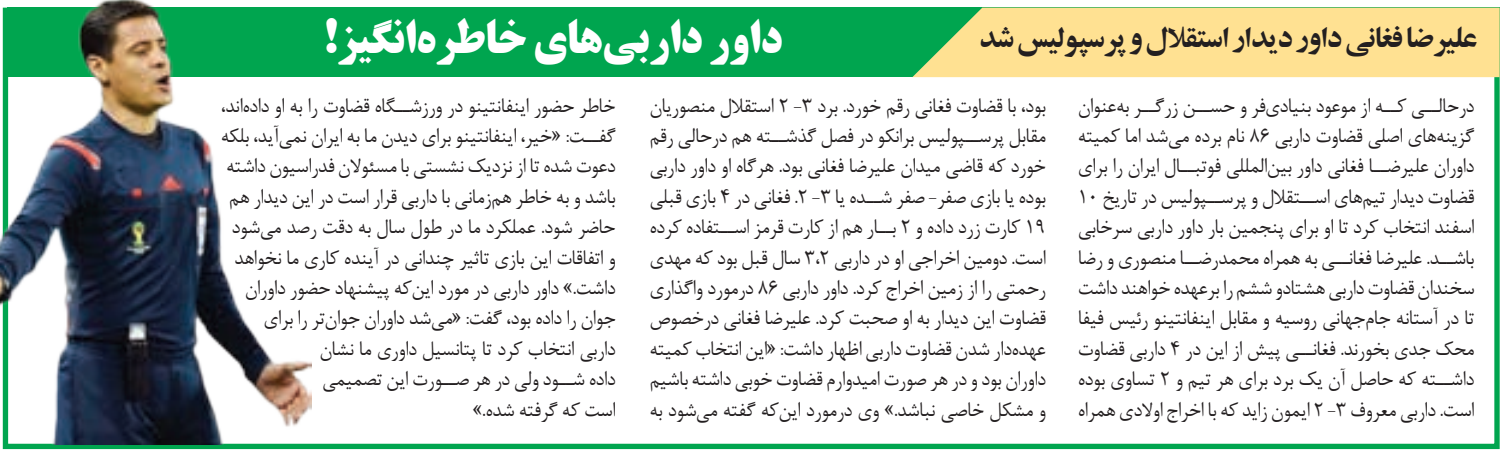 علیرضا فغانی داور دیدار استقلال و پرسپولیس شد
داور داربی‌های خاطره‌انگیز!
درحالی که از موعود بنیادی‌فر و حسن زرگر به‌عنوان
گزینه‌های اصلی قضاوت داربی ۸۶ نام برده می‌شد اما کمیته
داوران علیرضا فغانی داور بین‌المللی فوتبال ایران را برای
قضاوت دیدار تیم‌های استقلال و پرسپولیس در تاریخ ۱۰
اسفند انتخاب کرد تا او برای پنجمین بار داور داربی سرخابی
باشد. علیرضا فغانی به همراه محمدرضا منصوری و رضا
سخندان قضاوت داربی هشتادو ششم را برعهده خواهند داشت
تا در آستانه جام‌جهانی روسیه و مقابل اینفانتینو رئیس فیفا
محک جدی بخورند. فغانی پیش از این در ۴ داربی قضاوت
داشته که حاصل آن یک برد برای هر تیم و ۲ تساوی بوده
است. داربی معروف ۳- ۲ ایمون زاید که با اخراج اولادی همراه
بود، با قضاوت فغانی رقم خورد. برد ۳- ۲ استقلال منصوریان
مقابل پرسپولیس برانکو در فصل گذشته هم درحالی رقم
خورد که قاضی میدان علیرضا فغانی بود. هرگاه او داور داربی
بوده یا بازی صفر- صفر شده یا ۳- ۲. فغانی در ۴ بازی قبلی
۱۹ کارت زرد داده و ۲ بار هم از کارت قرمز استفاده کرده
است. دومین اخراجی او در داربی ۳،۲ سال قبل بود که مهدی
رحمتی را از زمین اخراج کرد. داور داربی ۸۶ درمورد واگذاری
قضاوت این دیدار به او صحبت کرد. علیرضا فغانی درخصوص
عهده‌دار شدن قضاوت داربی اظهار داشت: «این انتخاب کمیته
داوران بود و در هر صورت امیدوارم قضاوت خوبی داشته باشیم
و مشکل خاصی نباشد.» وی درمورد این‌که گفته می‌شود به
خاطر حضور اینفانتینو در ورزشگاه قضاوت را به او داده‌اند،
گفت: «خیر، اینفانتینو برای دیدن ما به ایران نمی‌آید، بلکه
دعوت شده تا از نزدیک نشستی با مسئولان فدراسیون داشته
باشد و به خاطر هم‌زمانی با داربی قرار است در این دیدار هم
حاضر شود. عملکرد ما در طول سال به دقت رصد می‌شود
و اتفاقات این بازی تاثیر چندانی در آینده کاری ما نخواهد
داشت.» داور داربی در مورد این‌که پیشنهاد حضور داوران
جوان را داده بود، گفت: «می‌شد داوران جوان‌تر را برای
داربی انتخاب کرد تا پتانسیل داوری ما نشان
داده شود ولی در هر صورت این تصمیمی
است که گرفته شده.»